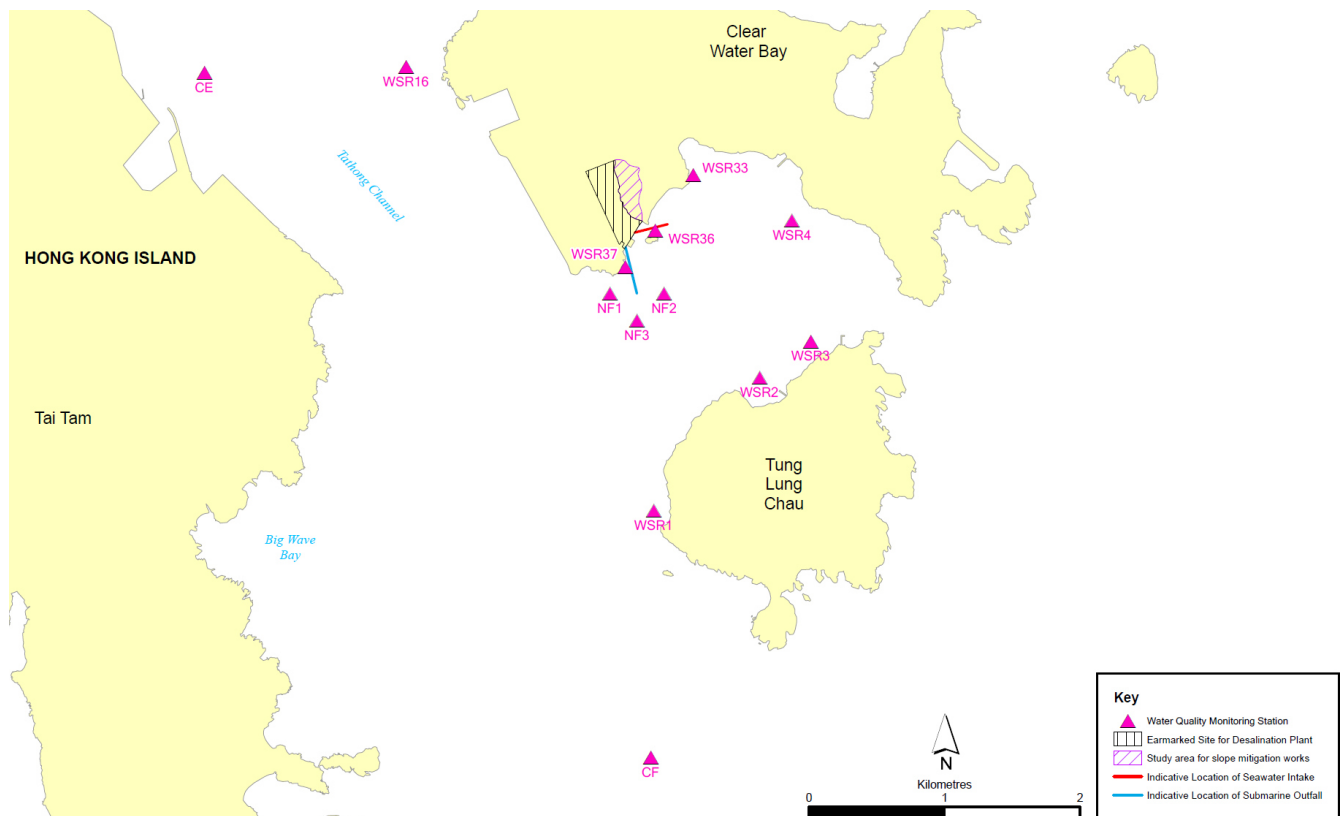 Clear
Water Bay
CE
WSR16
Tathong Channel
WSR33
WSR4
WSR36
HONG KONG ISLAND
WSR37
NF1
NF2
NF3
WSR3
WSR2
Tai Tam
Tung
Lung
Chau
WSR1
Big Wave
Bay
CF
N
Kilometres
0 1 2
Key
Water Quality Monitoring Station
Earmarked Site for Desalination Plant
Study area for slope mitigation works
Indicative Location of Seawater Intake
Indicative Location of Submarine Outfall